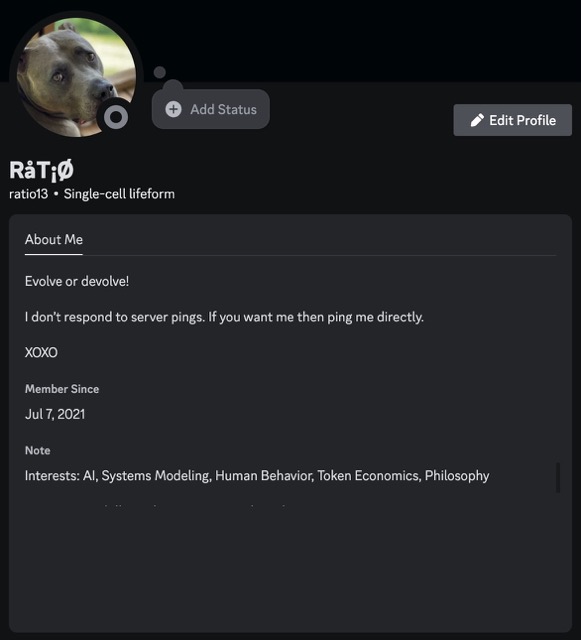 Add Status
Edit Profile
RåT¡Ø
ratio13 • Single-cell lifeform
About Me
Evolve or devolve!
I don't respond to server pings. If you want me then ping me directly.
XOXO
Member Since
Jul 7, 2021
Note
Interests: AI, Systems Modeling, Human Behavior, Token Economics, Philosophy